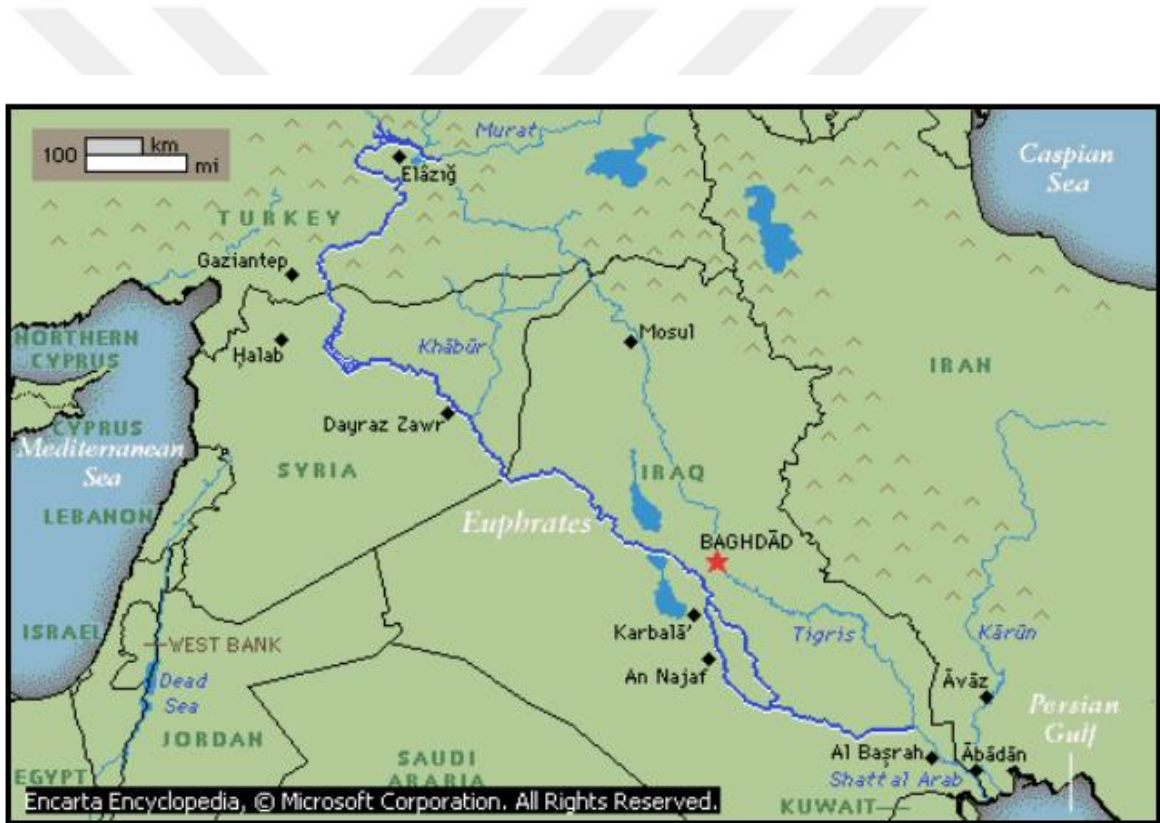 100
km
mi
Murat
Elâzığ
Caspian
Sea
TURKEY
Gaziantep
NORTHERN
CYPRUS
Ḥalab
Khābūr
Mosul
IRAN
CYPRUS
Mediterranean
Sea
Dayraz Zawr
SYRIA
IRAQ
LEBANON
Euphrates
BAGHDĀD
ISRAEL
WEST BANK
Karbalā'
Tigris
Kārūn
Dead
Sea
An Najaf
Āvāz
Persian
Gulf
JORDAN
SAUDI
ARABIA
Al Baṣrah
Ābādān
Shatt al Arab
EGYPT
KUWAIT
Encarta Encyclopedia, © Microsoft Corporation. All Rights Reserved.